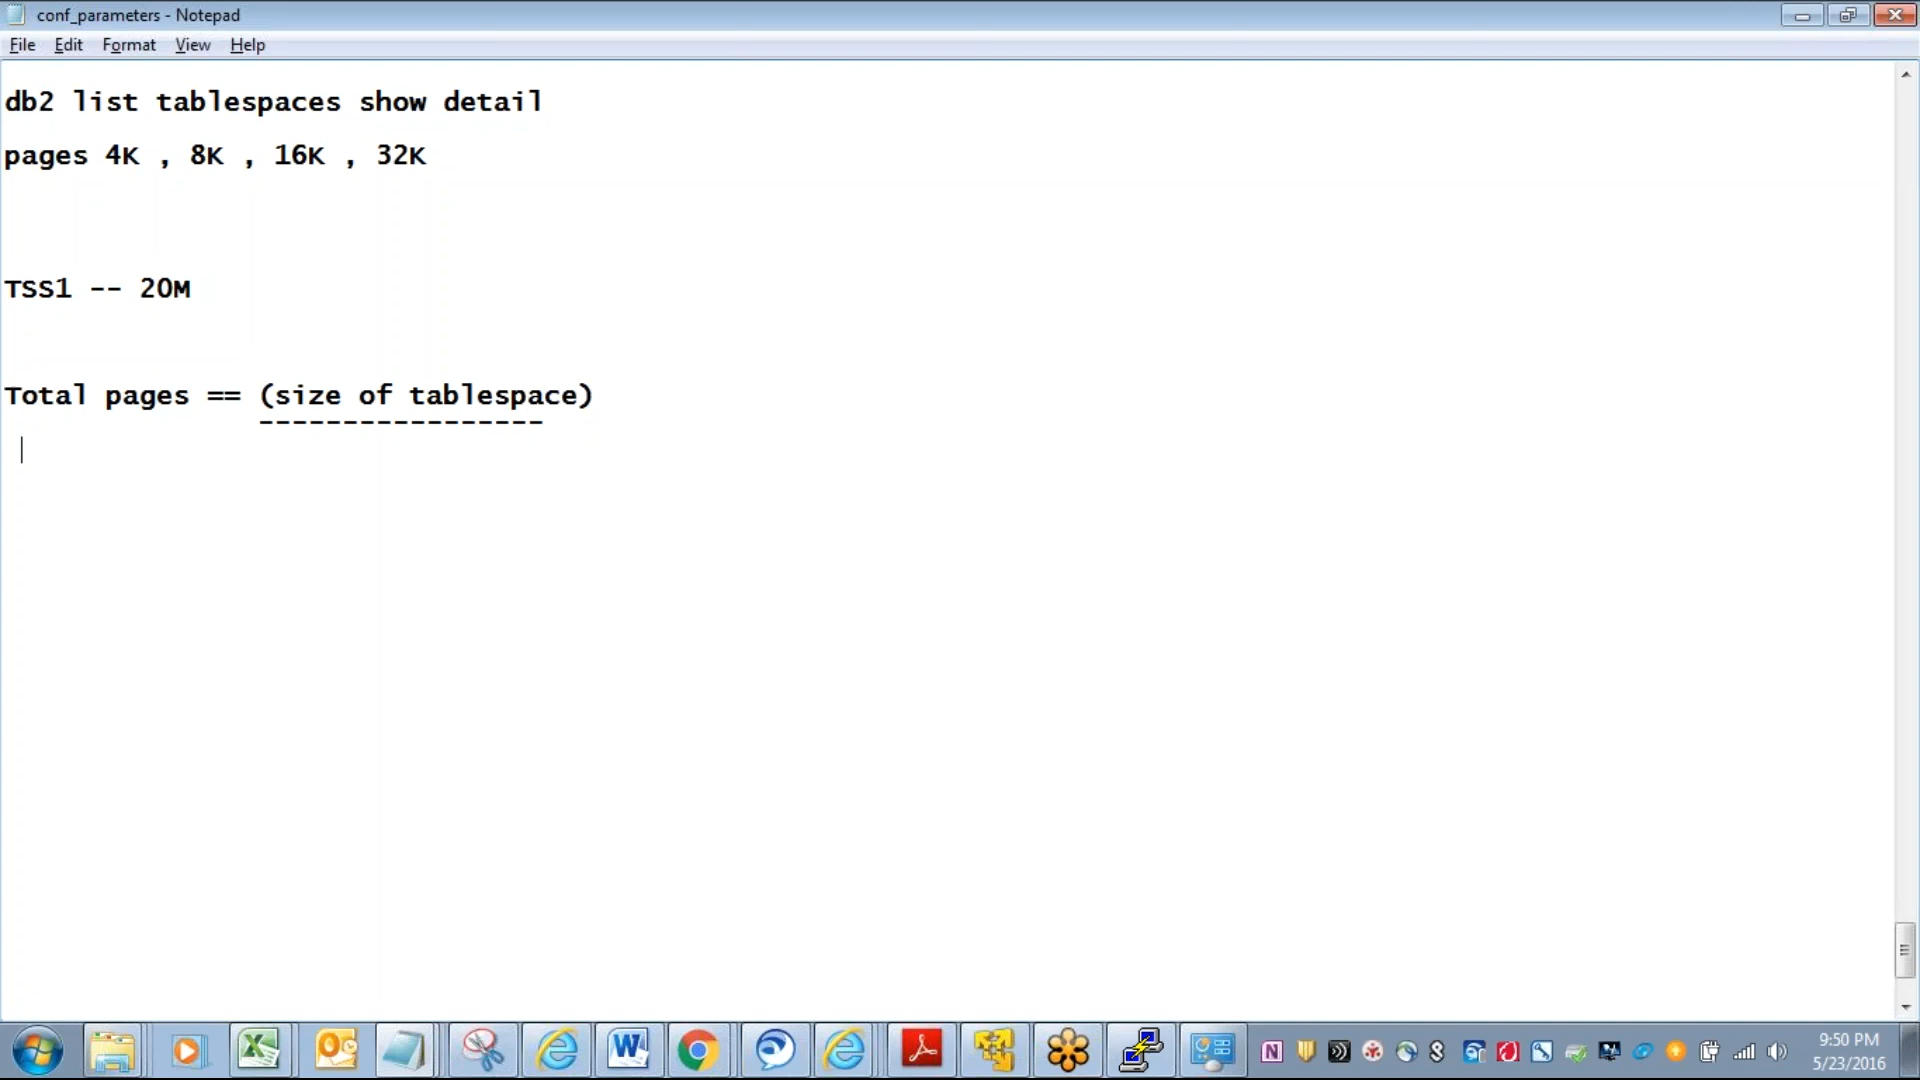 conf_parameters - Notepad
File Edit Format View Help
db2 list tablespaces show detail
pages 4K , 8K , 16K , 32K
TSS1 -- 20M
Total pages == (size of tablespace)
-----------------
9:50 PM
5/23/2016